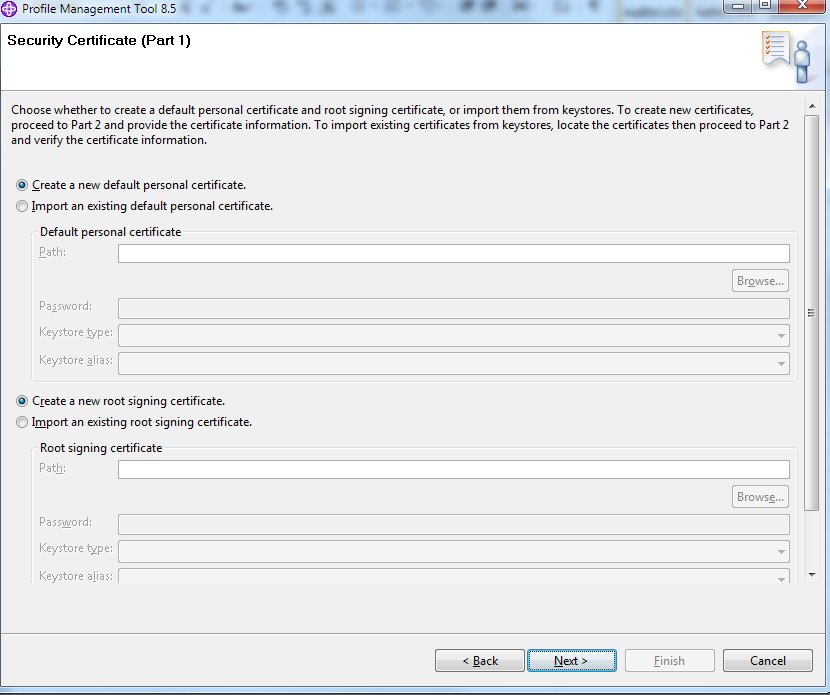 Profile Management Tool 8.5
Security Certificate (Part 1)
Choose whether to create a default personal certificate and root signing certificate, or import them from keystores. To create new certificates,
proceed to Part 2 and provide the certificate information. To import existing certificates from keystores, locate the certificates then proceed to Part 2
and verify the certificate information.
Create a new default personal certificate.
Import an existing default personal certificate.
Default personal certificate
Path:
Browse...
Password:
Keystore type:
Keystore alias:
Create a new root signing certificate.
Import an existing root signing certificate.
Root signing certificate
Path:
Browse...
Password:
Keystore type:
Keystore alias:
< Back
Next >
Finish
Cancel